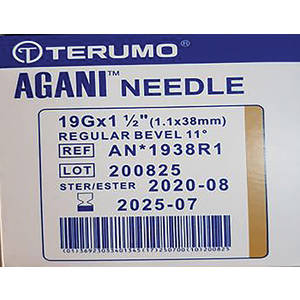 TERUMO
AGANI™ NEEDLE
19Gx1 ½" (1.1x38mm)
REGULAR BEVEL 11°
REF AN*1938R1
LOT 200825
STER/ESTER 2020-08
2025-07